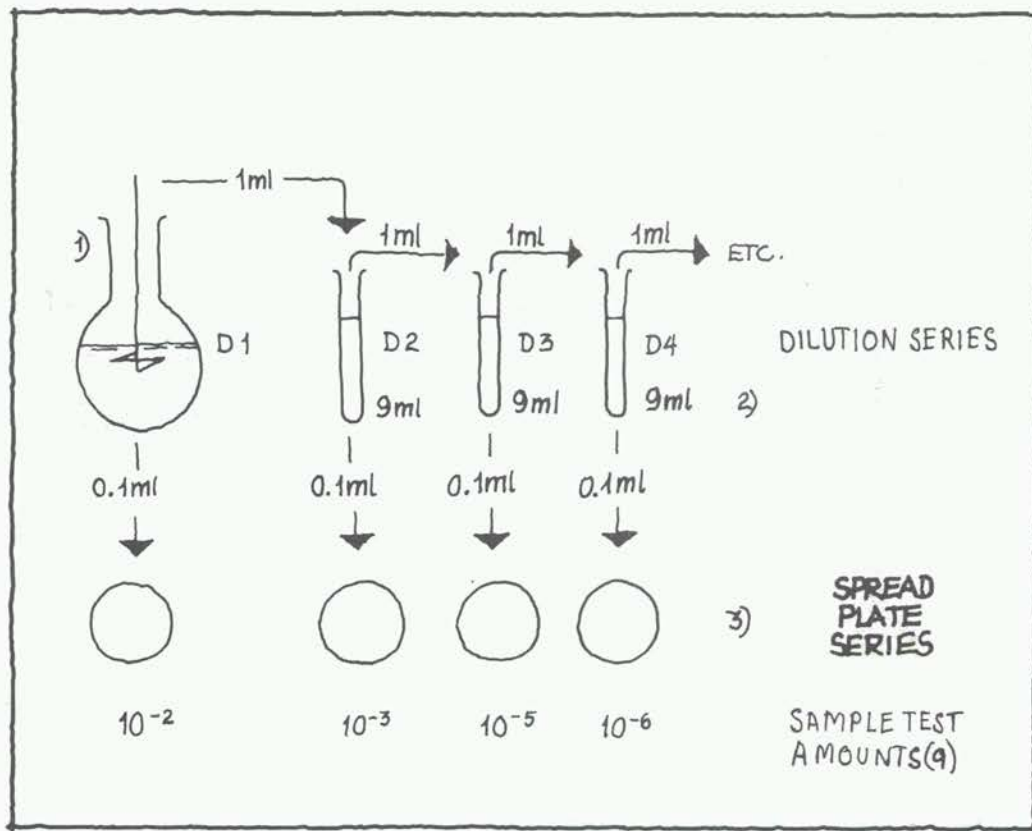 1ml
1)
1ml
1ml
1ml
ETC.
D1
D2
D3
D4
DILUTION SERIES
9ml
9ml
9ml
2)
0.1ml
0.1ml
0.1ml
0.1ml
3)
SPREAD
PLATE
SERIES
10⁻²
10⁻³
10⁻⁵
10⁻⁶
SAMPLE TEST
AMOUNTS(g)